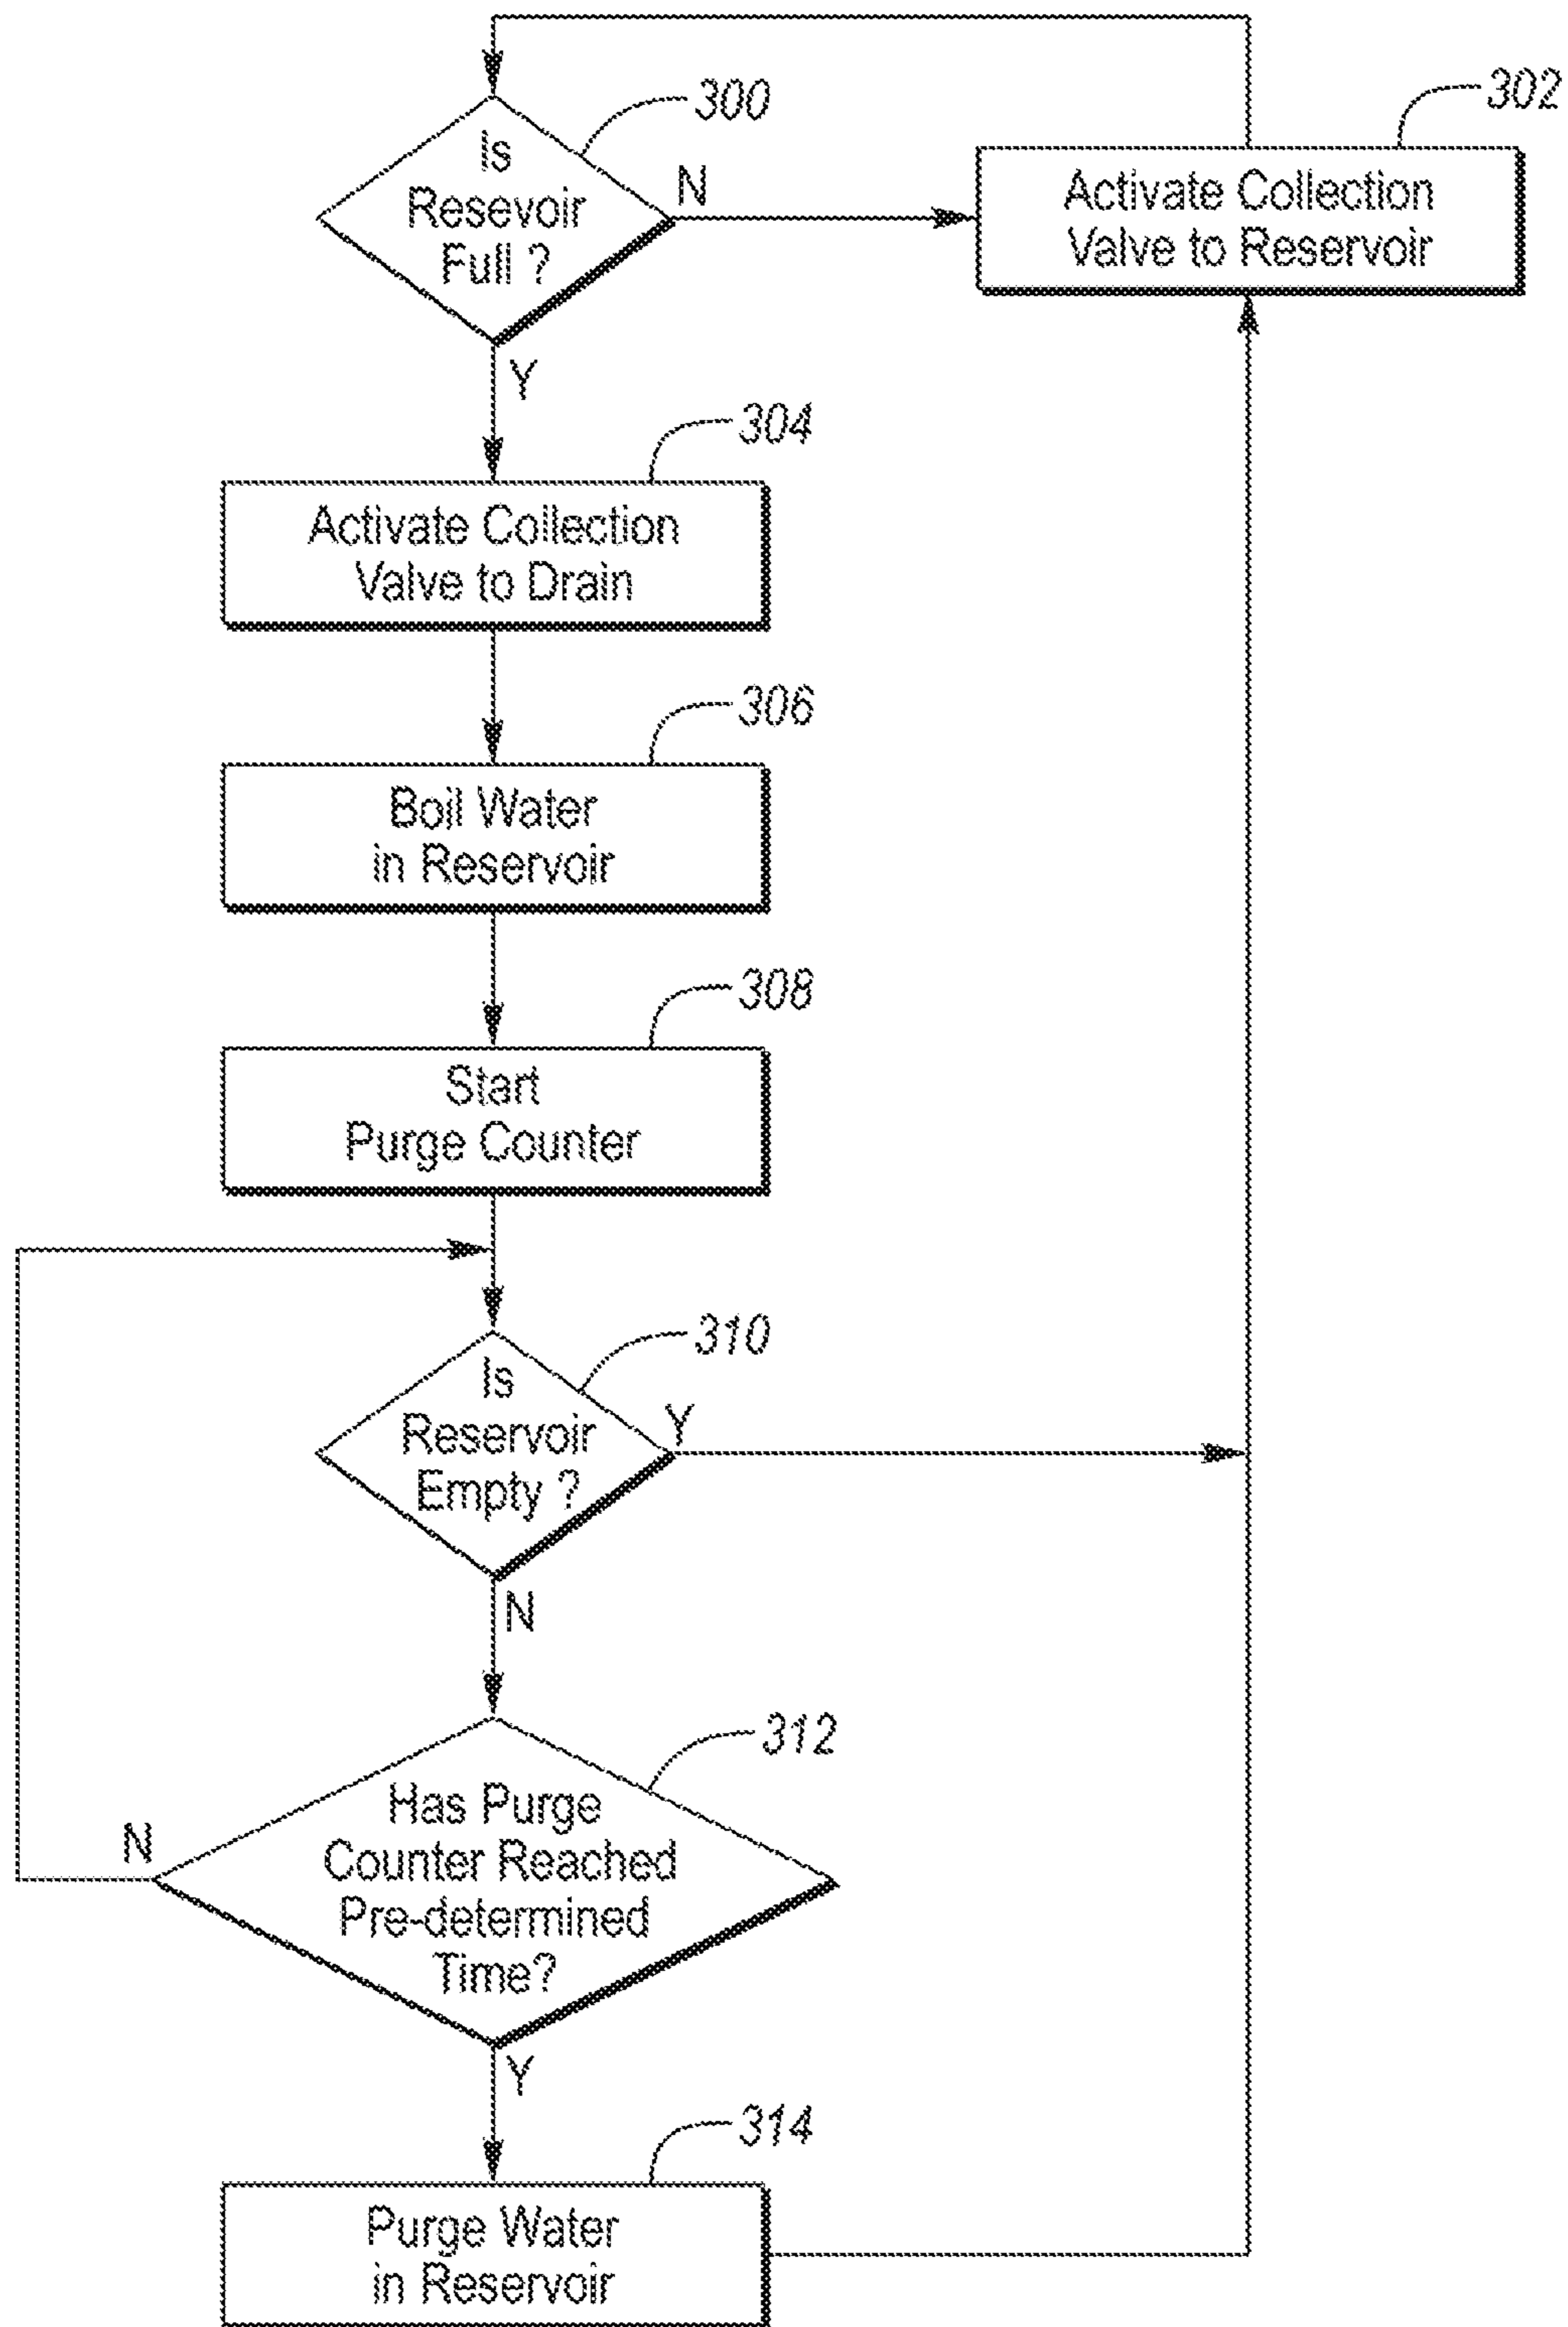 300
Is
Resevoir
Full ?
N
302
Activate Collection
Valve to Reservoir
Y
304
Activate Collection
Valve to Drain
306
Boil Water
in Reservoir
308
Start
Purge Counter
310
Is
Reservoir
Empty ?
Y
N
312
Has Purge
Counter Reached
Pre-determined
Time?
N
Y
314
Purge Water
in Reservoir